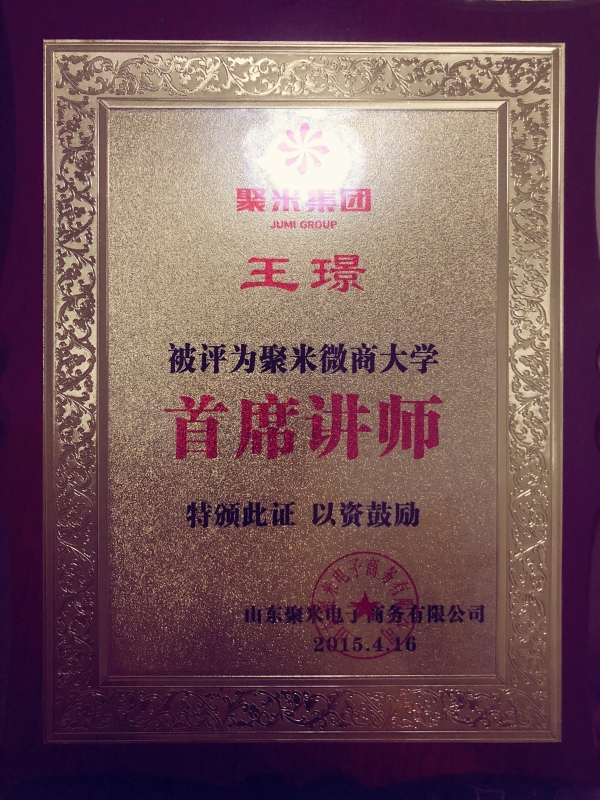 聚米集团
JUMI GROUP
王璟
被评为聚米微商大学
首席讲师
特颁此证 以资鼓励
山东聚米电子商务有限公司
2015.4.16